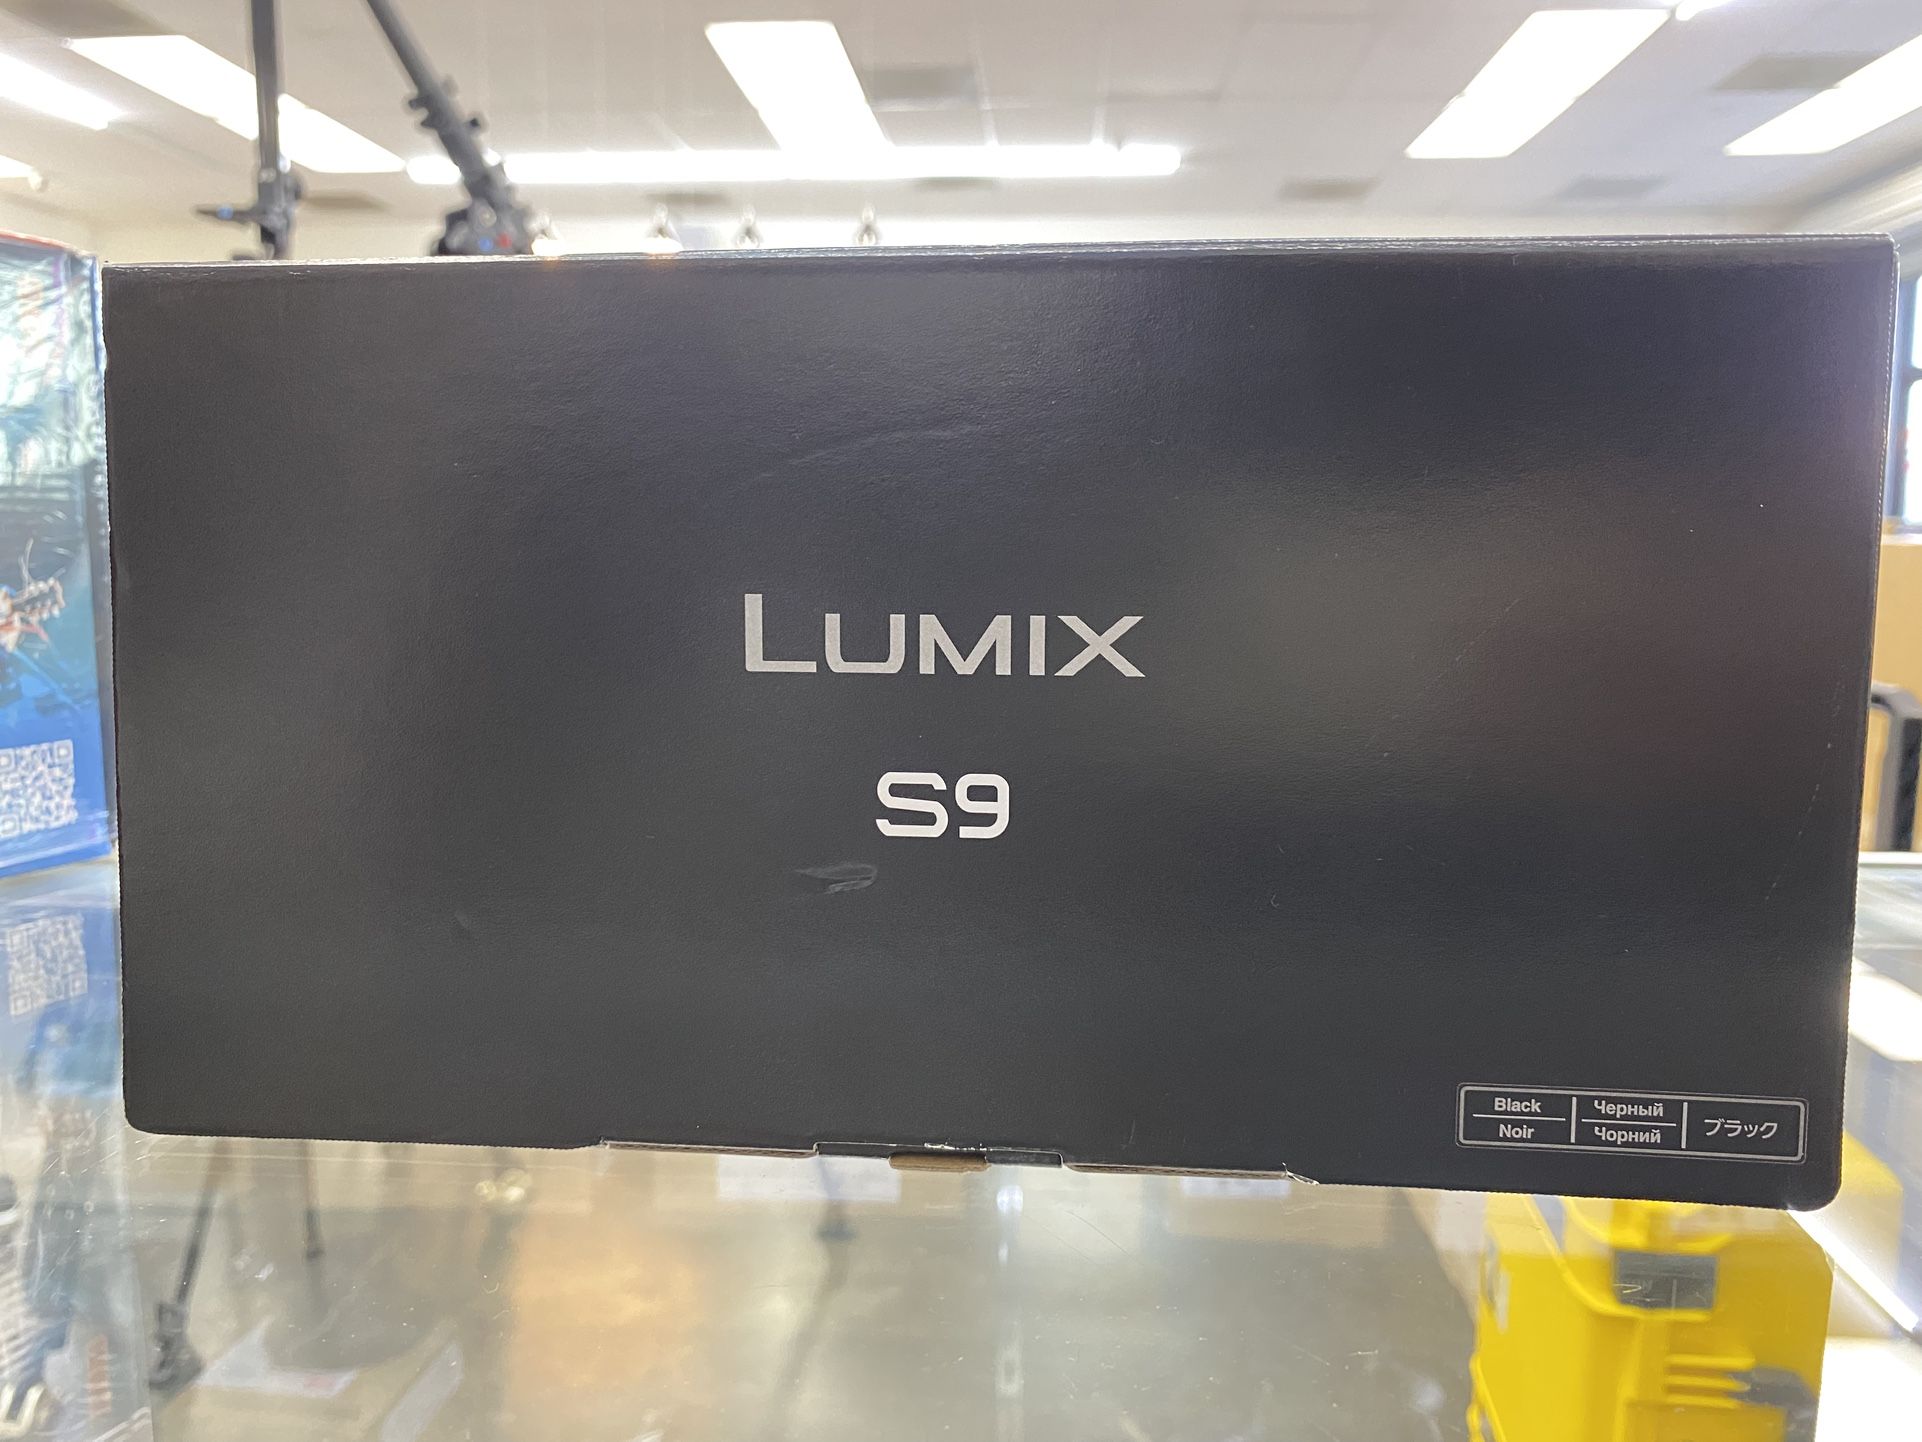 LUMIX
S9
Black
Noir
Черный
Чорний
ブラック